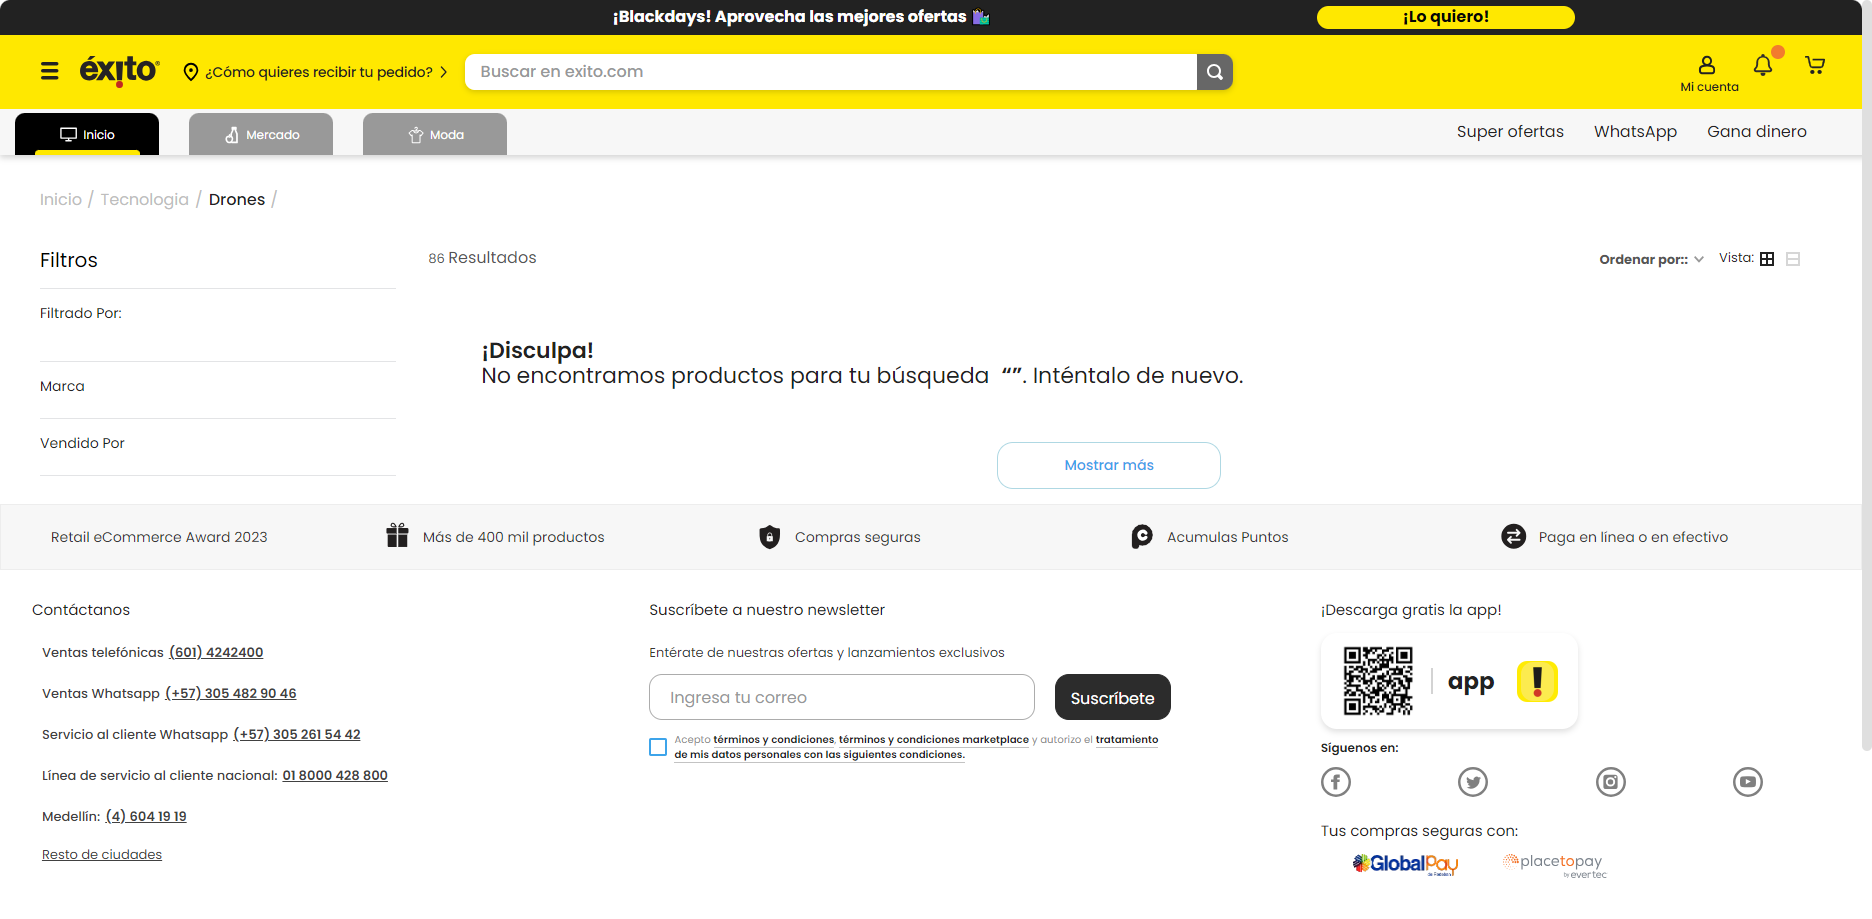 ¡Blackdays! Aprovecha las mejores ofertas
¡Lo quiero!
éxito
¿Cómo quieres recibir tu pedido?
Buscar en exito.com
Mi cuenta
Inicio
Mercado
Moda
Super ofertas
WhatsApp
Gana dinero
Inicio / Tecnologia / Drones /
Filtros
86 Resultados
Ordenar por::
Vista:
Filtrado Por:
¡Disculpa!
No encontramos productos para tu búsqueda “”. Inténtalo de nuevo.
Marca
Vendido Por
Mostrar más
Retail eCommerce Award 2023
Más de 400 mil productos
Compras seguras
Acumulas Puntos
Paga en línea o en efectivo
Contáctanos
Ventas telefónicas (601) 4242400
Ventas Whatsapp (+57) 305 482 90 46
Servicio al cliente Whatsapp (+57) 305 261 54 42
Línea de servicio al cliente nacional: 01 8000 428 800
Medellín: (4) 604 19 19
Resto de ciudades
Suscríbete a nuestro newsletter
Entérate de nuestras ofertas y lanzamientos exclusivos
Ingresa tu correo
Suscríbete
Acepto términos y condiciones, términos y condiciones marketplace y autorizo el tratamiento
de mis datos personales con las siguientes condiciones.
¡Descarga gratis la app!
app
Síguenos en:
Tus compras seguras con:
GlobalPay
placetopay
by evertec